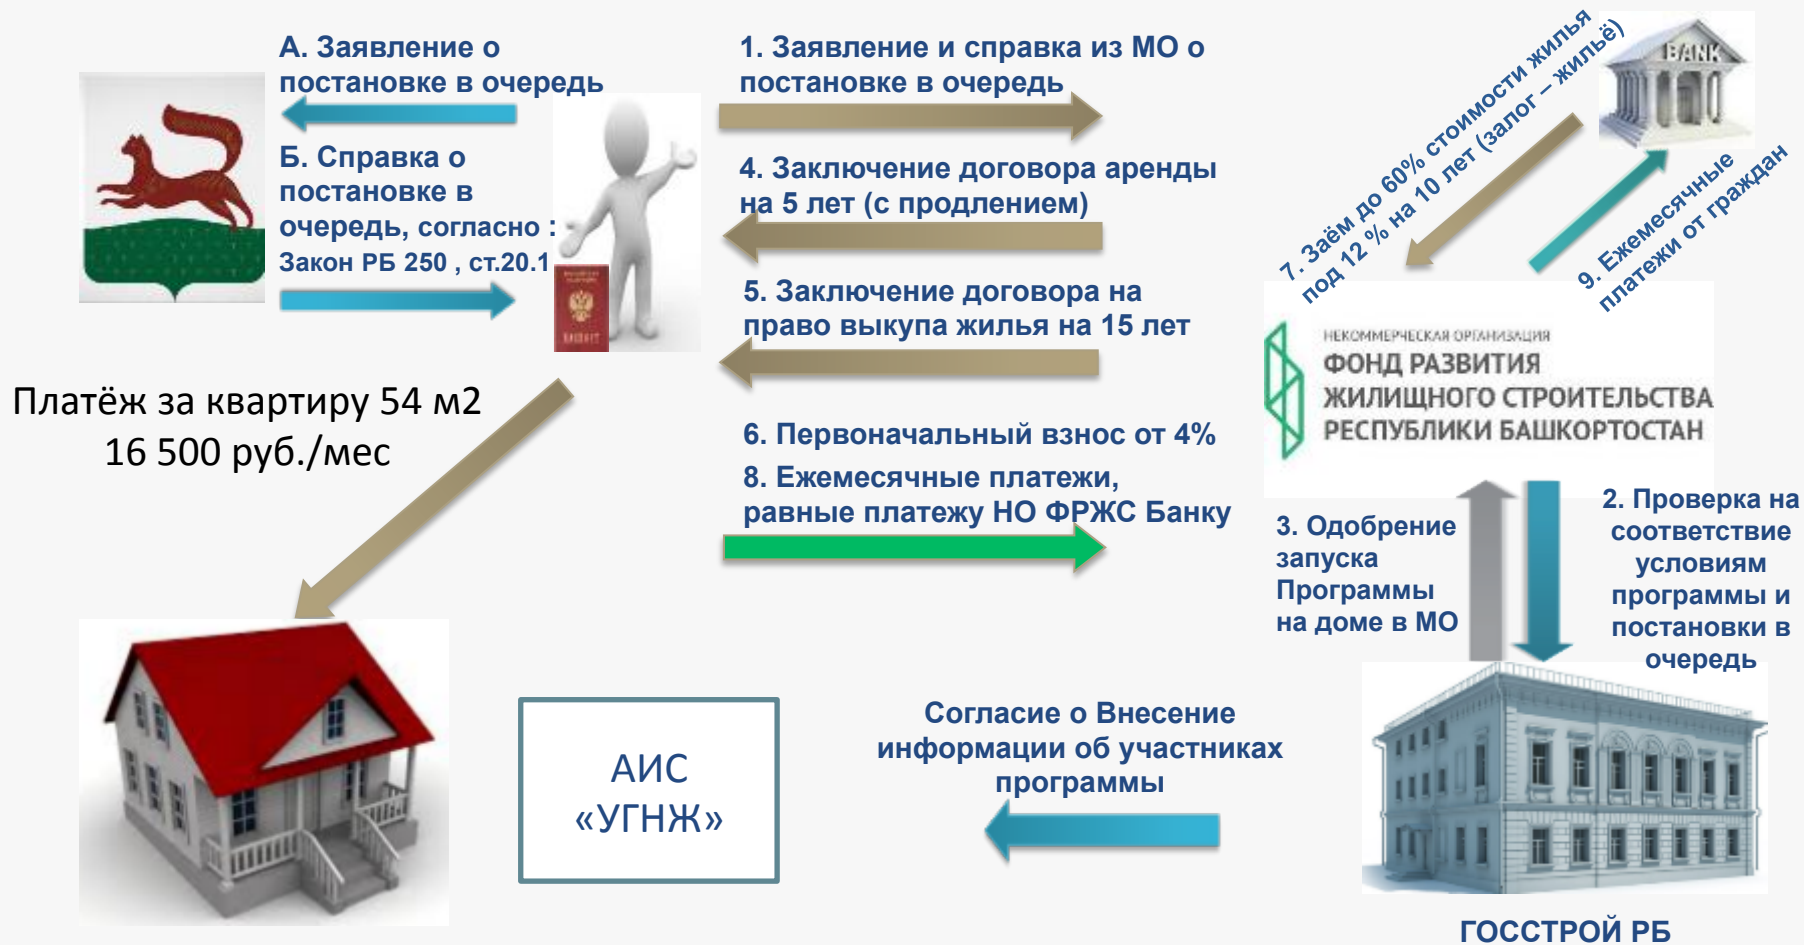 А. Заявление о
постановке в очередь
Б. Справка о
постановке в
очередь, согласно :
Закон РБ 250 , ст.20.1
1. Заявление и справка из МО о
постановке в очередь
4. Заключение договора аренды
на 5 лет (с продлением)
5. Заключение договора на
право выкупа жилья на 15 лет
6. Первоначальный взнос от 4%
8. Ежемесячные платежи,
равные платежу НО ФРЖС Банку
7. Заём до 60% стоимости жилья
под 12 % на 10 лет (залог – жильё)
BANK
9. Ежемесячные
платежи от граждан
НЕКОММЕРЧЕСКАЯ ОРГАНИЗАЦИЯ
ФОНД РАЗВИТИЯ
ЖИЛИЩНОГО СТРОИТЕЛЬСТВА
РЕСПУБЛИКИ БАШКОРТОСТАН
Платёж за квартиру 54 м2
16 500 руб./мес
3. Одобрение
запуска
Программы
на доме в МО
2. Проверка на
соответствие
условиям
программы и
постановки в
очередь
АИС
«УГНЖ»
Согласие о Внесение
информации об участниках
программы
ГОССТРОЙ РБ